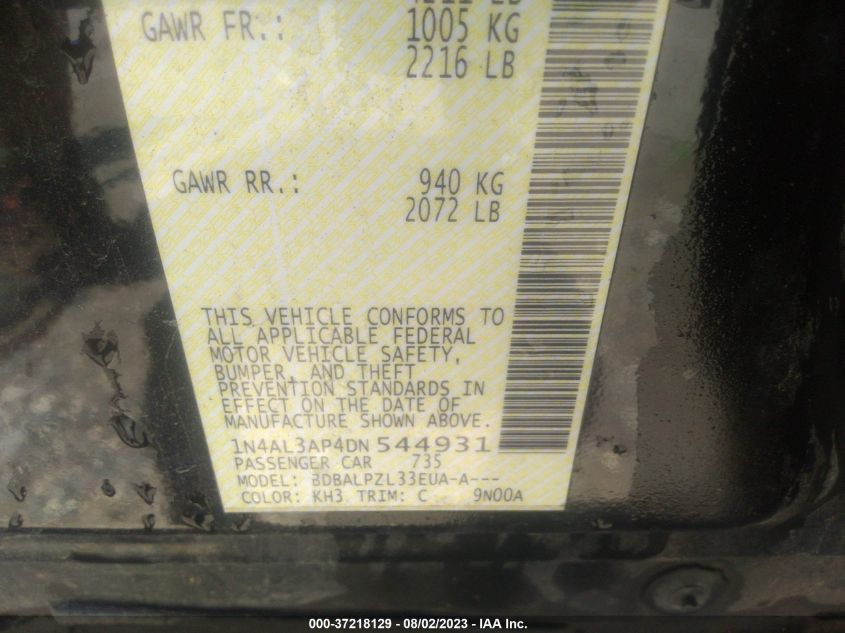 GAWR FR.: 1005 KG
2216 LB
GAWR RR.: 940 KG
2072 LB
THIS VEHICLE CONFORMS TO
ALL APPLICABLE FEDERAL
MOTOR VEHICLE SAFETY,
BUMPER, AND THEFT
PREVENTION STANDARDS IN
EFFECT ON THE DATE OF
MANUFACTURE SHOWN ABOVE.
1N4AL3AP4DN544931
PASSENGER CAR 735
MODEL: BDBALPZL33EUA-A---
COLOR: KH3 TRIM: C 9N00A
000-37218129 - 08/02/2023 - IAA Inc.